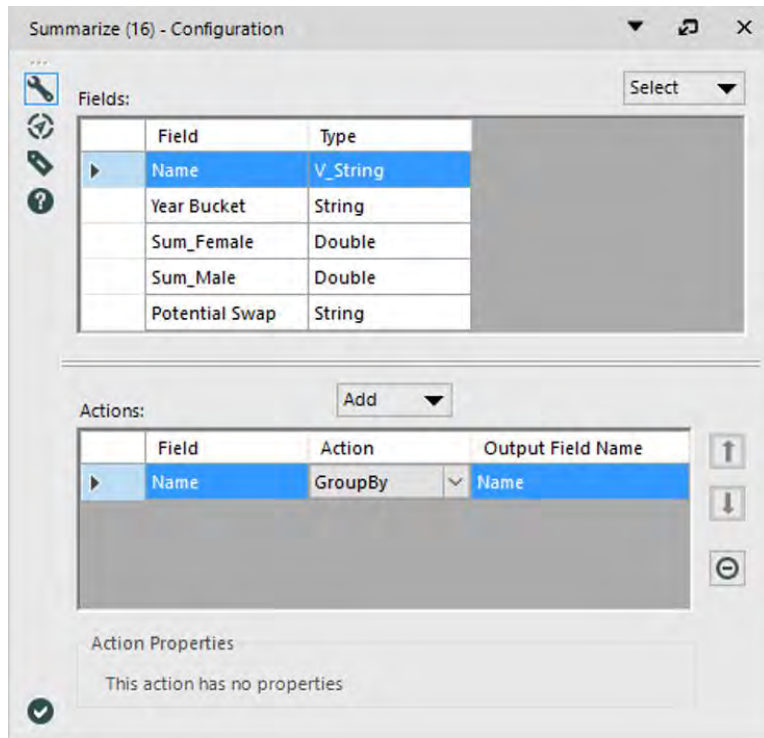 Summarize (16) - Configuration
Select
Fields:
Field Type
Name V_String
Year Bucket String
Sum_Female Double
Sum_Male Double
Potential Swap String
Add
Actions:
Field Action Output Field Name
Name GroupBy Name
Action Properties
This action has no properties